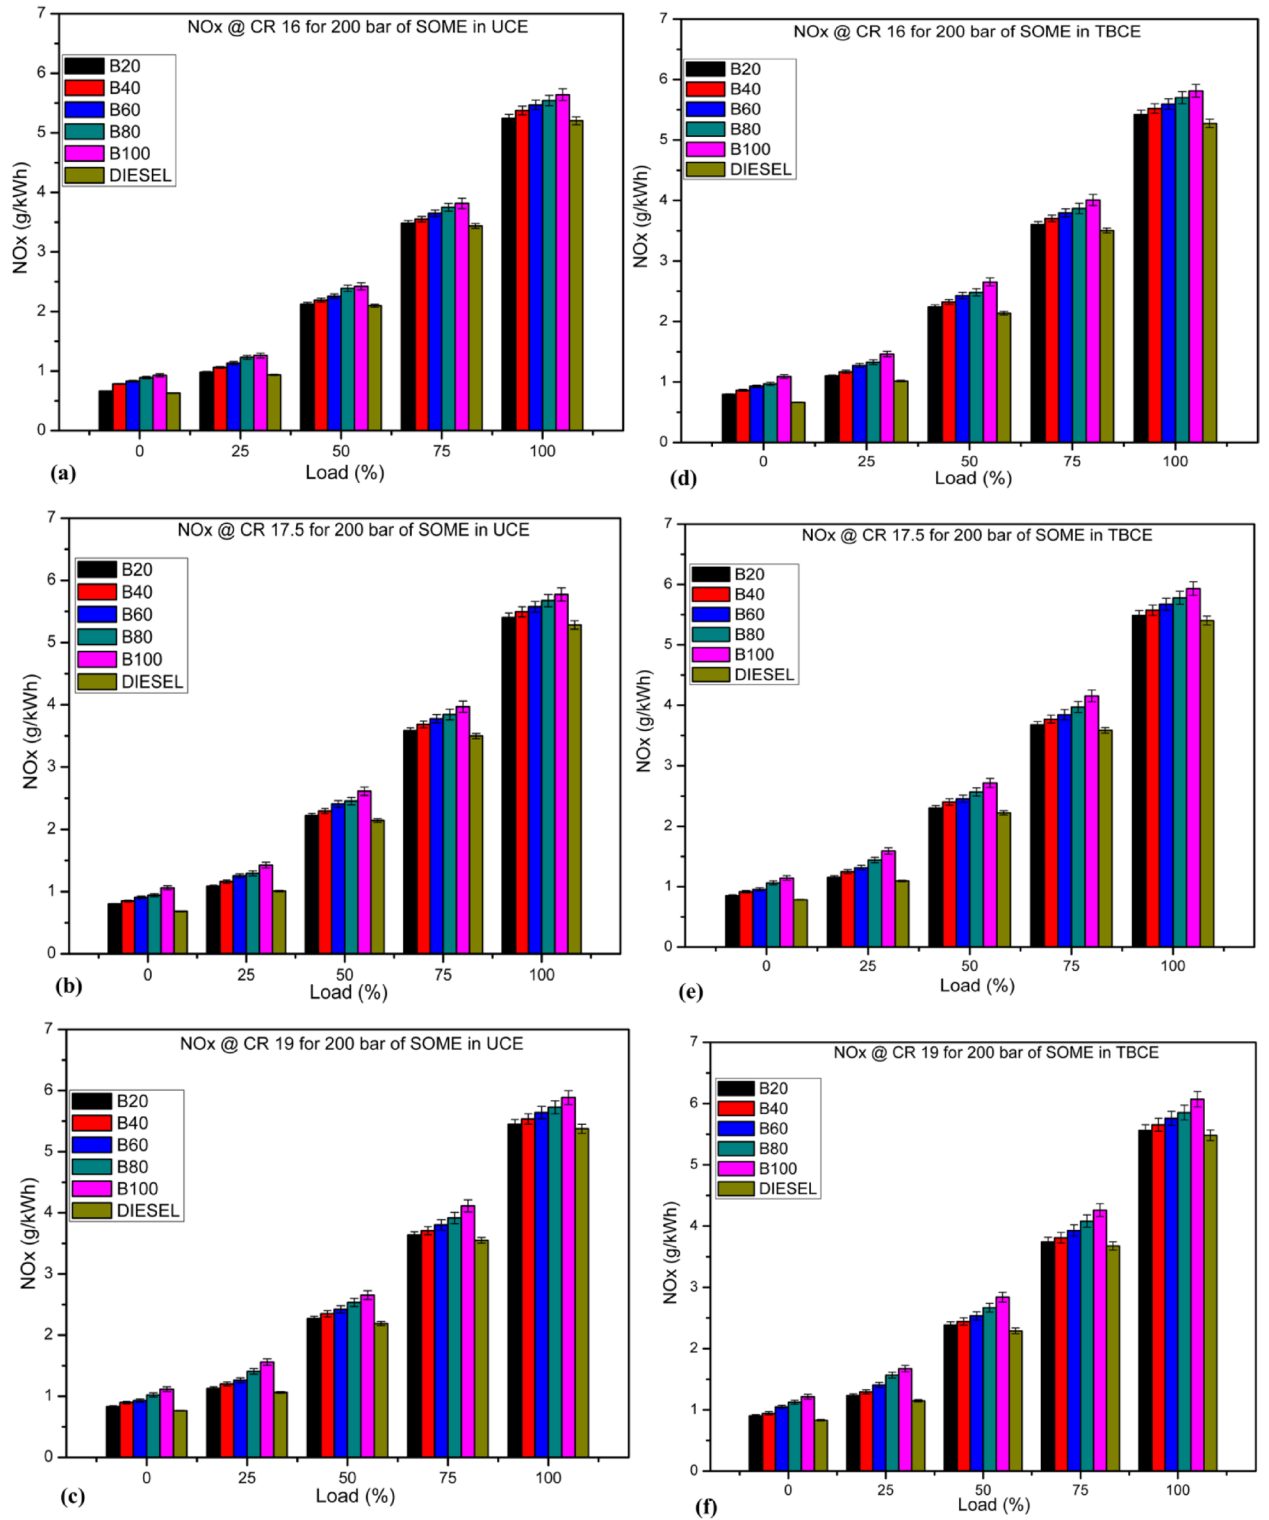 NOx @ CR 16 for 200 bar of SOME in UCE
B20
B40
B60
B80
B100
DIESEL
NOx (g/kWh)
7
6
5
4
3
2
1
0
0 25 50 75 100
Load (%)
(a)
NOx @ CR 16 for 200 bar of SOME in TBCE
B20
B40
B60
B80
B100
DIESEL
NOx (g/kWh)
7
6
5
4
3
2
1
0
0 25 50 75 100
Load (%)
(d)
NOx @ CR 17.5 for 200 bar of SOME in UCE
B20
B40
B60
B80
B100
DIESEL
NOx (g/kWh)
7
6
5
4
3
2
1
0
0 25 50 75 100
Load (%)
(b)
NOx @ CR 17.5 for 200 bar of SOME in TBCE
B20
B40
B60
B80
B100
DIESEL
NOx (g/kWh)
7
6
5
4
3
2
1
0
0 25 50 75 100
Load (%)
(e)
NOx @ CR 19 for 200 bar of SOME in UCE
B20
B40
B60
B80
B100
DIESEL
NOx (g/kWh)
7
6
5
4
3
2
1
0
0 25 50 75 100
Load (%)
(c)
NOx @ CR 19 for 200 bar of SOME in TBCE
B20
B40
B60
B80
B100
DIESEL
NOx (g/kWh)
7
6
5
4
3
2
1
0
0 25 50 75 100
Load (%)
(f)